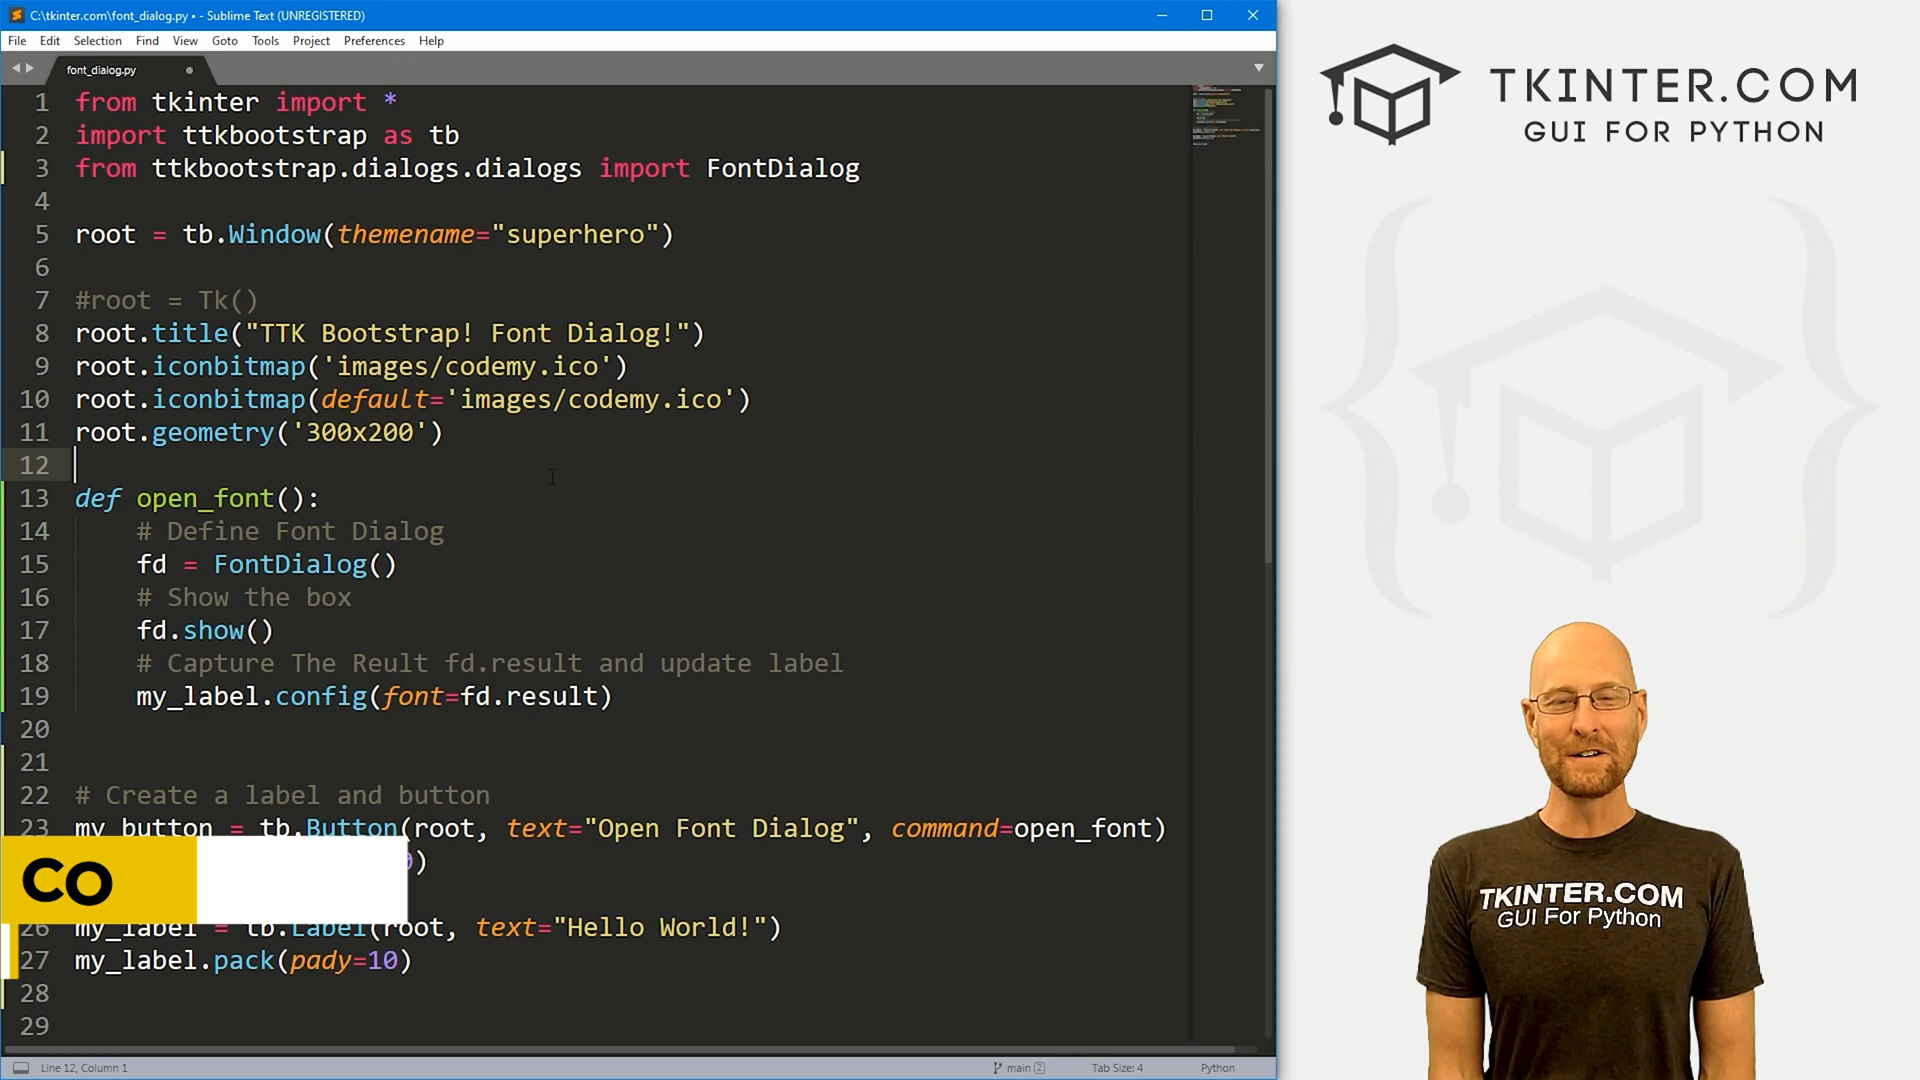 C:\tkinter.com\font_dialog.py • - Sublime Text (UNREGISTERED)
File Edit Selection Find View Goto Tools Project Preferences Help
font_dialog.py
1 from tkinter import *
2 import ttkbootstrap as tb
3 from ttkbootstrap.dialogs.dialogs import FontDialog
4
5 root = tb.Window(themename="superhero")
6
7 #root = Tk()
8 root.title("TTK Bootstrap! Font Dialog!")
9 root.iconbitmap('images/codemy.ico')
10 root.iconbitmap(default='images/codemy.ico')
11 root.geometry('300x200')
12
13 def open_font():
14 # Define Font Dialog
15 fd = FontDialog()
16 # Show the box
17 fd.show()
18 # Capture The Reult fd.result and update label
19 my_label.config(font=fd.result)
20
21
22 # Create a label and button
23 my_button = tb.Button(root, text="Open Font Dialog", command=open_font)
)
CO
26 my_label = tb.Label(root, text="Hello World!")
27 my_label.pack(pady=10)
28
29
Line 12, Column 1 main 2 Tab Size: 4 Python
TKINTER.COM
GUI FOR PYTHON
TKINTER.COM
GUI For Python